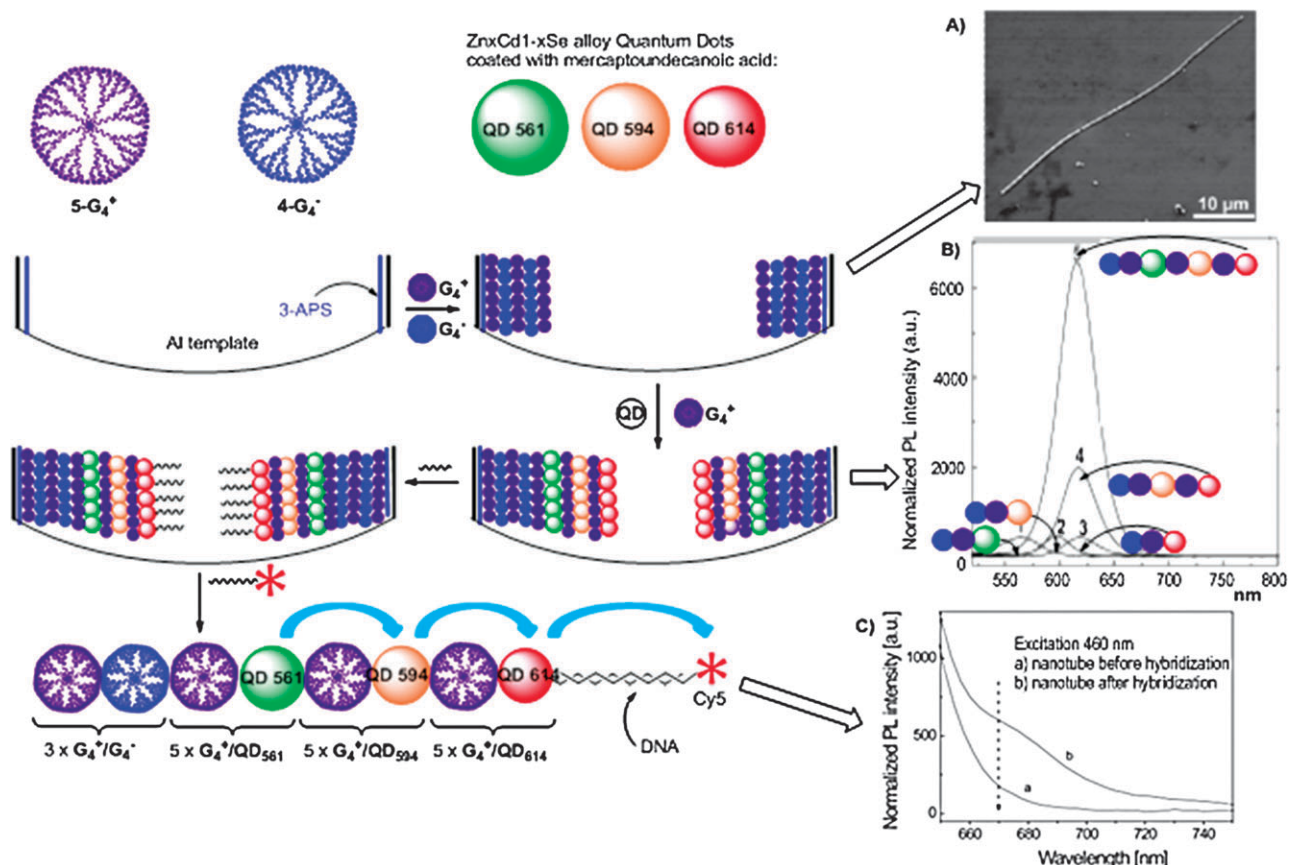 ZnxCd1-xSe alloy Quantum Dots
coated with mercaptoundecanoic acid:
QD 561
QD 594
QD 614
5-G₄⁺
4-G₄⁻
3-APS
Al template
G₄⁺
G₄⁻
QD
G₄⁺
QD 561
QD 594
QD 614
Cy5
DNA
3 x G₄⁺/G₄⁻
5 x G₄⁺/QD₅₆₁
5 x G₄⁺/QD₅₉₄
5 x G₄⁺/QD₆₁₄
A)
10 µm
B)
Normalized PL intensity (a.u.)
6000
4000
2000
0
4
2
3
550
600
650
700
750
800
nm
C)
Normalized PL intensity [a.u.]
1000
500
0
Excitation 460 nm
a) nanotube before hybridization
b) nanotube after hybridization
b
a
660
680
700
720
740
Wavelength [nm]